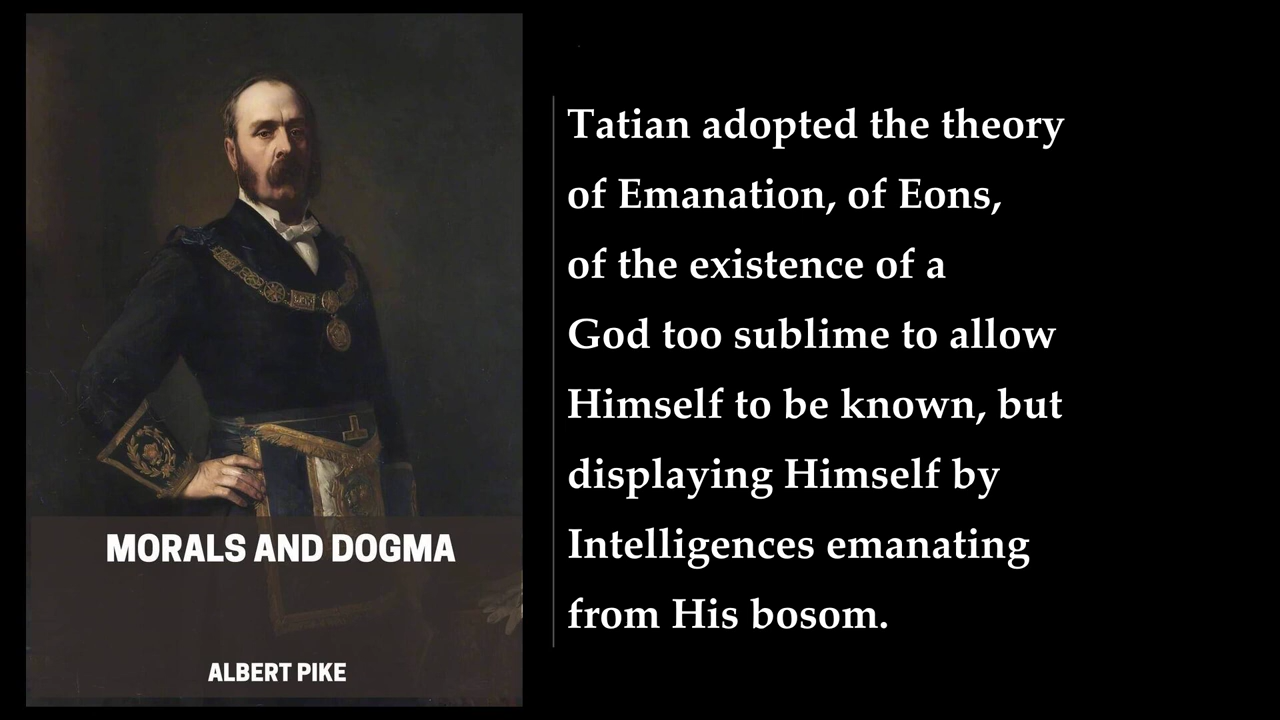 MORALS AND DOGMA
ALBERT PIKE
Tatian adopted the theory
of Emanation, of Eons,
of the existence of a
God too sublime to allow
Himself to be known, but
displaying Himself by
Intelligences emanating
from His bosom.